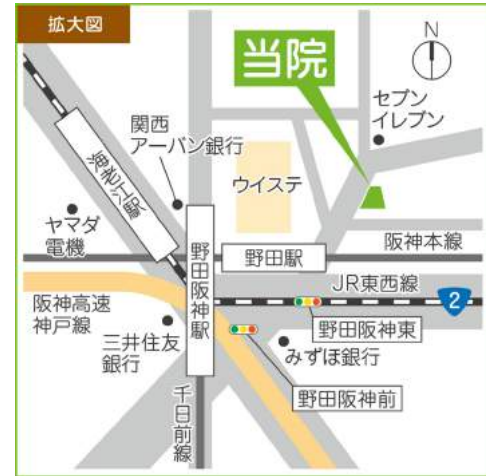 拡大図
N
当院
セブン
イレブン
関西
アーバン銀行
海老江駅
ウイステ
ヤマダ
電機
野田阪神駅
野田駅
阪神本線
JR東西線
2
阪神高速
神戸線
三井住友
銀行
野田阪神東
みずほ銀行
野田阪神前
千日前線